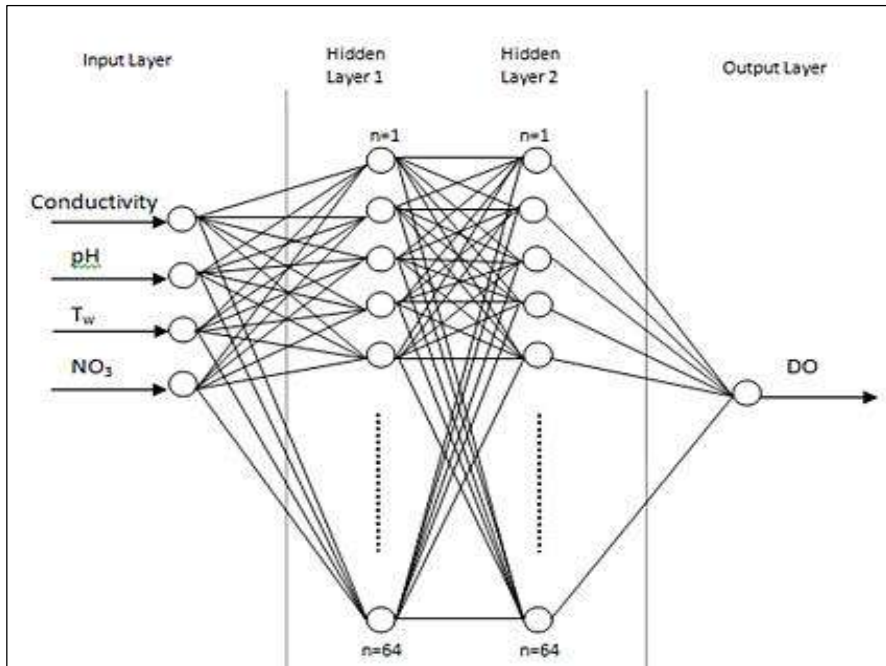 Input Layer
Hidden
Layer 1
Hidden
Layer 2
Output Layer
n=1
n=1
Conductivity
pH
Tw
NO3
DO
n=64
n=64